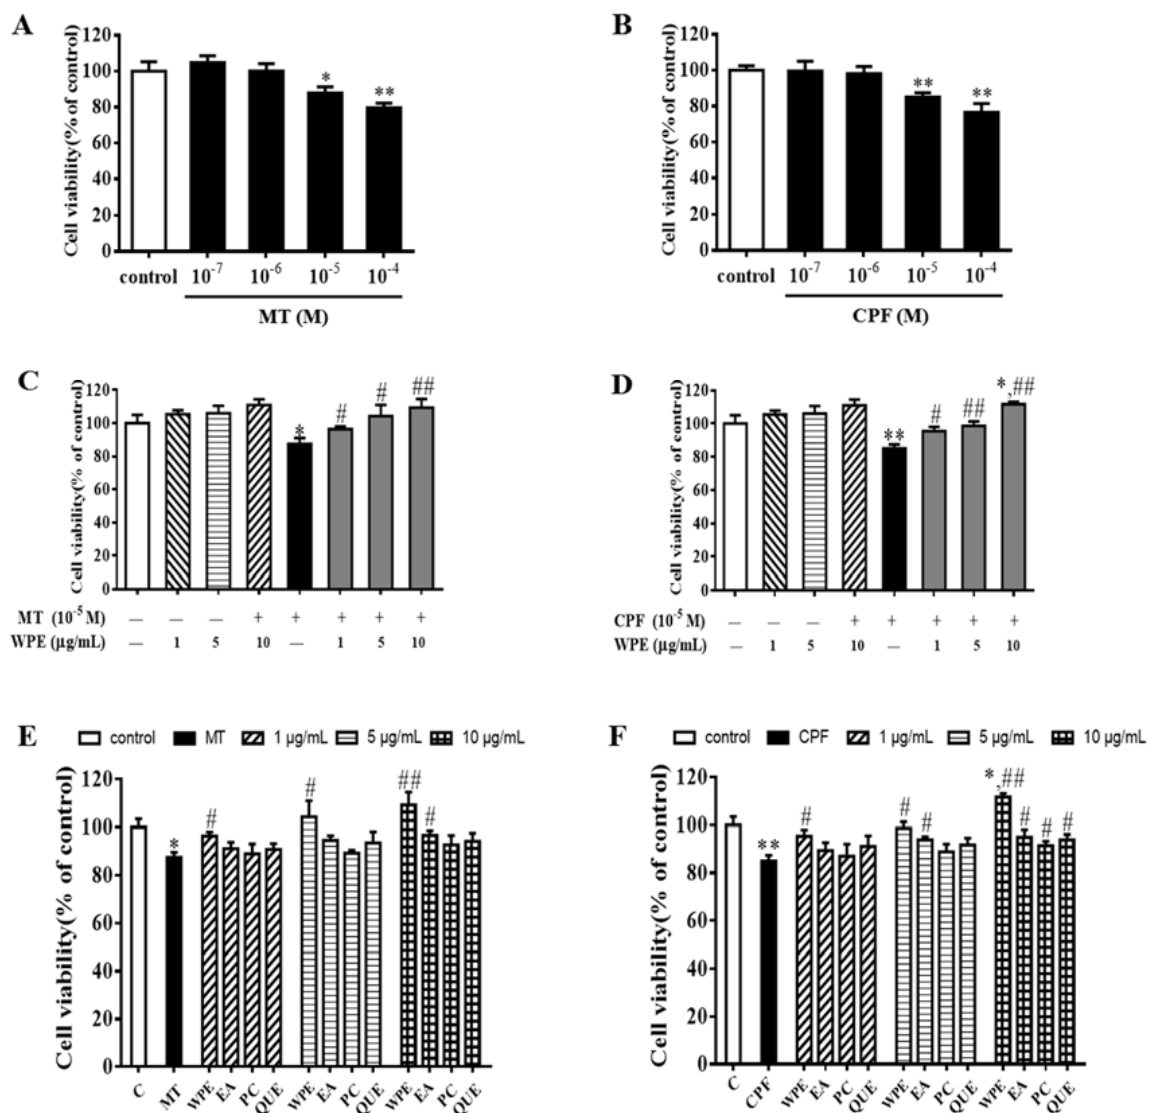 A
Cell viability(% of control)
120
100
80
60
40
20
0
* **
control 10-7 10-6 10-5 10-4
MT (M)
B
Cell viability(% of control)
120
100
80
60
40
20
0
** **
control 10-7 10-6 10-5 10-4
CPF (M)
C
Cell viability(% of control)
120
100
80
60
40
20
0
* # # ##
MT (10-5 M) — — — + + + + +
WPE (µg/mL) — 1 5 10 — 1 5 10
D
Cell viability(% of control)
120
100
80
60
40
20
0
** # ## *,##
CPF (10-5 M) — — — + + + + +
WPE (µg/mL) — 1 5 10 — 1 5 10
E
control MT 1 µg/mL 5 µg/mL 10 µg/mL
Cell viability(% of control)
120
100
80
60
40
20
0
* # # ## #
C MT WPE EA PC QUE WPE EA PC QUE WPE EA PC QUE
F
control CPF 1 µg/mL 5 µg/mL 10 µg/mL
Cell viability(% of control)
120
100
80
60
40
20
0
** # # # *,## # # #
C CPF WPE EA PC QUE WPE EA PC QUE WPE EA PC QUE